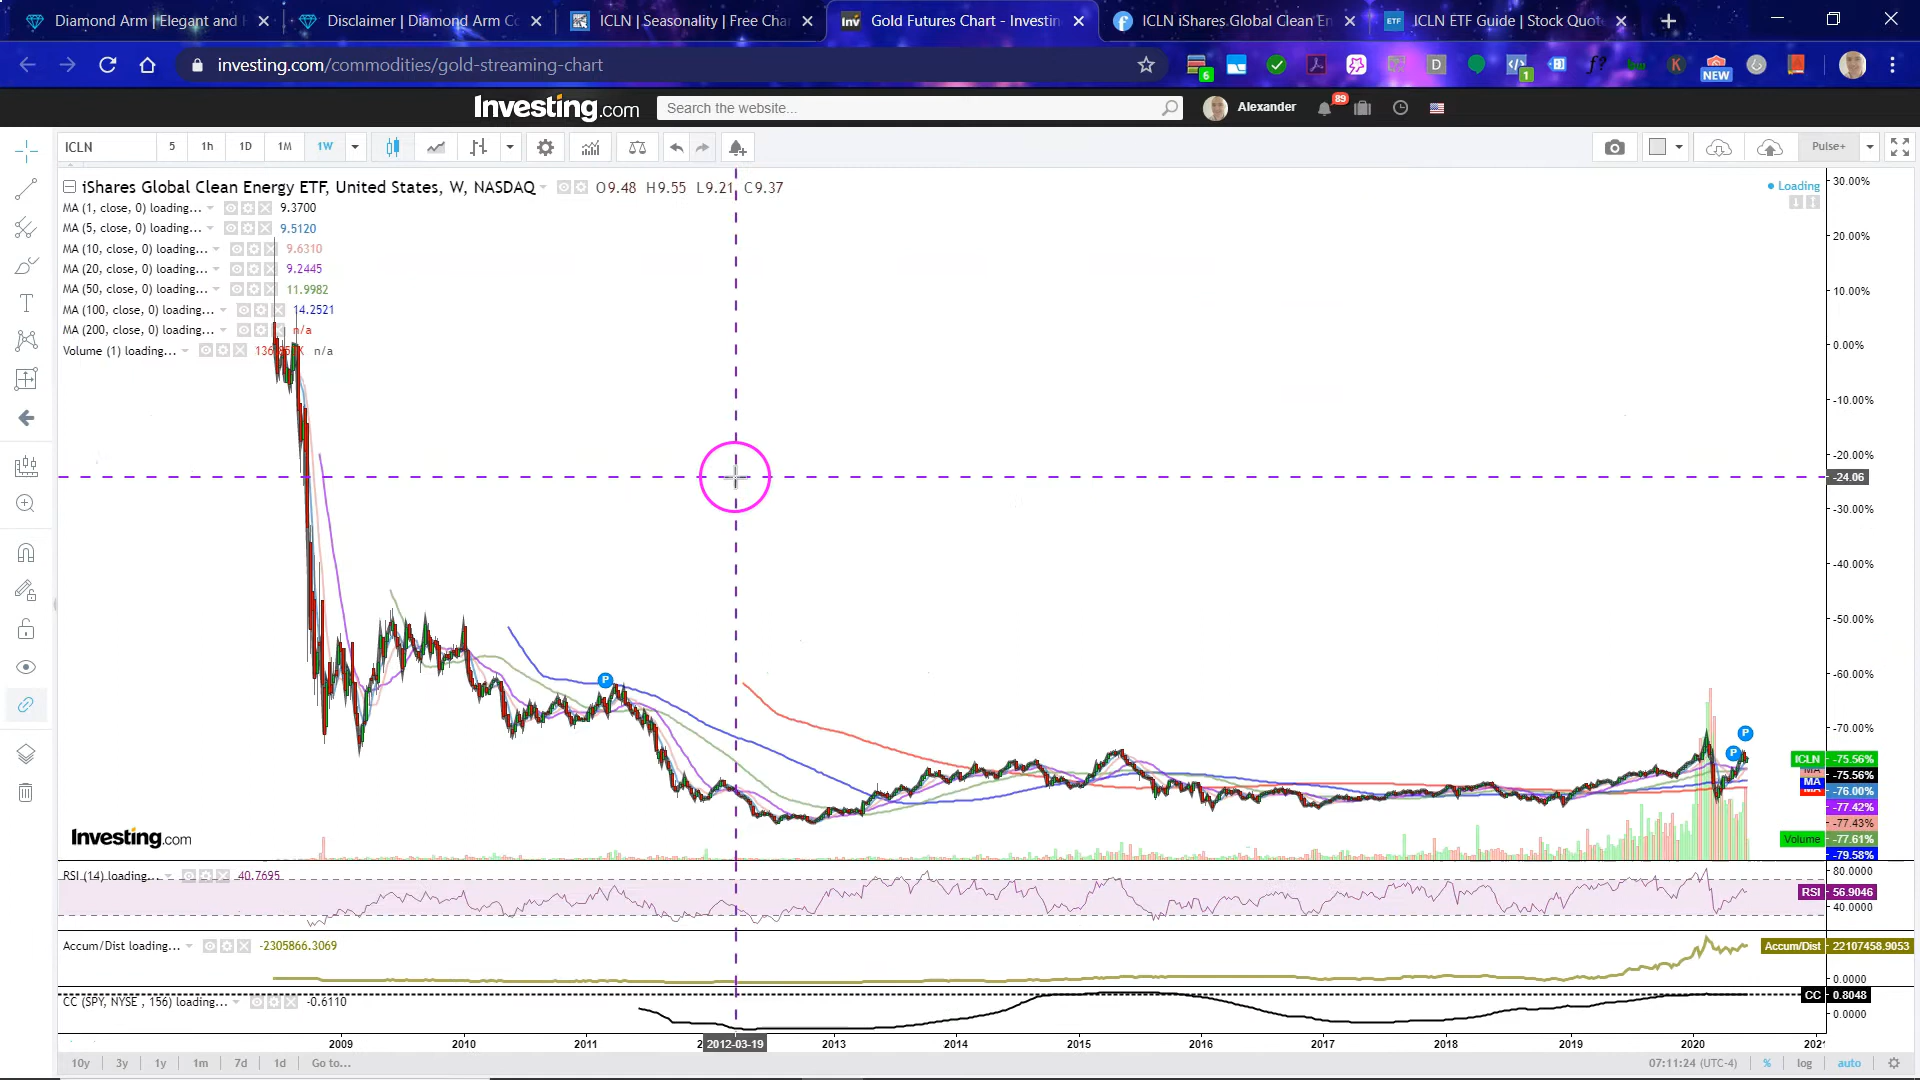 Diamond Arm | Elegant and
Disclaimer | Diamond Arm Co
ICLN | Seasonality | Free Char
Inv Gold Futures Chart - Investin
ICLN iShares Global Clean En
ETF ICLN ETF Guide | Stock Quote
investing.com/commodities/gold-streaming-chart
6
D
1
NEW
K
Investing.com Search the website... Alexander 89
ICLN 5 1h 1D 1M 1W Pulse+
iShares Global Clean Energy ETF, United States, W, NASDAQ O9.48 H9.55 L9.21 C9.37
Loading
MA (1, close, 0) loading... 9.3700
MA (5, close, 0) loading... 9.5120
MA (10, close, 0) loading... 9.6310
MA (20, close, 0) loading... 9.2445
MA (50, close, 0) loading... 11.9982
MA (100, close, 0) loading... 14.2521
MA (200, close, 0) loading... n/a
Volume (1) loading... n/a
30.00%
20.00%
10.00%
0.00%
-10.00%
-20.00%
-24.06
-30.00%
-40.00%
-50.00%
-60.00%
-70.00%
P
P
P
ICLN -75.56%
-75.56%
MA -76.00%
-77.42%
-77.43%
Volume -77.61%
-79.58%
Investing.com
RSI (14) loading... 40.7695
80.0000
RSI 56.9046
40.0000
Accum/Dist loading... -2305866.3069
Accum/Dist 22107458.9053
0.0000
CC (SPY, NYSE , 156) loading... -0.6110
CC 0.8048
0.0000
2009 2010 2011 2012-03-19 2013 2014 2015 2016 2017 2018 2019 2020 2021
10y 3y 1y 1m 7d 1d Go to... 07:11:24 (UTC-4) % log auto